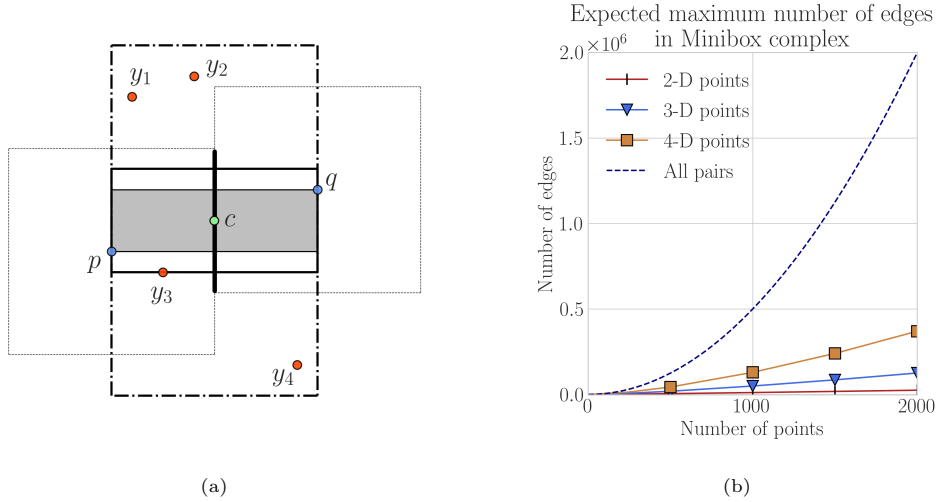 y₁
y₂
q
c
p
y₃
y₄
(a)
Expected maximum number of edges
in Minibox complex
×10⁶
2.0
1.5
1.0
0.5
0.0
Number of edges
2-D points
3-D points
4-D points
All pairs
0 1000 2000
Number of points
(b)